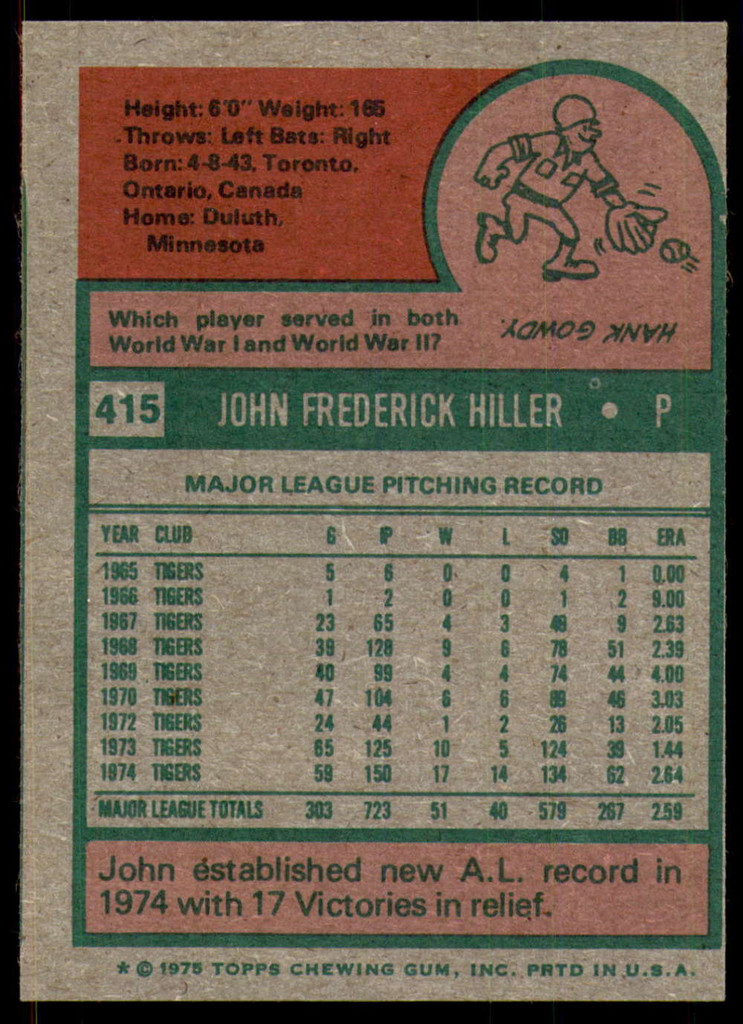 Height: 6'0" Weight: 165
Throws: Left Bats: Right
Born: 4-8-43, Toronto,
Ontario, Canada
Home: Duluth,
Minnesota
Which player served in both
World War I and World War II?
HANK GOWDY.
415 JOHN FREDERICK HILLER • P
MAJOR LEAGUE PITCHING RECORD
YEAR CLUB G IP W L SO BB ERA
1965 TIGERS 5 6 0 0 4 1 0.00
1966 TIGERS 1 2 0 0 1 2 9.00
1967 TIGERS 23 65 4 3 49 9 2.63
1968 TIGERS 39 128 9 6 78 51 2.39
1969 TIGERS 40 99 4 4 74 44 4.00
1970 TIGERS 47 104 6 6 89 46 3.03
1972 TIGERS 24 44 1 2 26 13 2.05
1973 TIGERS 65 125 10 5 124 39 1.44
1974 TIGERS 59 150 17 14 134 62 2.64
MAJOR LEAGUE TOTALS 303 723 51 40 579 267 2.59
John established new A.L. record in
1974 with 17 Victories in relief.
* © 1975 TOPPS CHEWING GUM, INC. PRTD IN U.S.A.